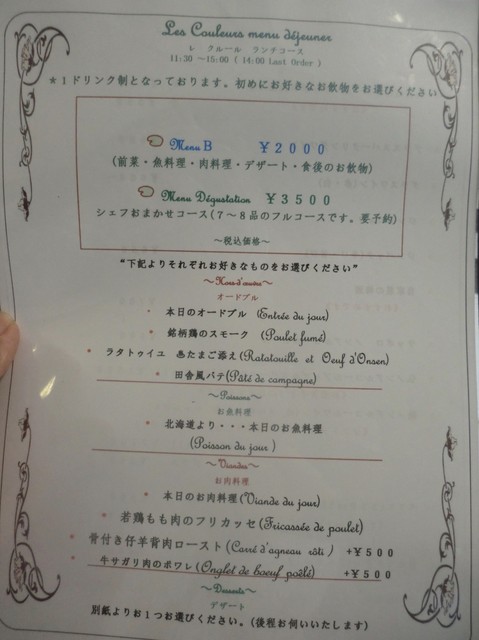 Les Couleurs menu déjeuner
レ クルール ランチコース
11:30 ～15:00 ( 14:00 Last Order )
★１ドリンク制となっております。初めにお好きなお飲物をお選びください
Menu B ￥２０００
(前菜・魚料理・肉料理・デザート・食後のお飲物)
Menu Dégustation ￥３５００
シェフおまかせコース(７～８品のフルコースです。要予約)
～税込価格～
“下記よりそれぞれお好きなものをお選びください”
～Hors-d'oeuvre～
オードブル
* 本日のオードブル (Entrée du jour)
* 銘柄鶏のスモーク (Poulet fumé)
* ラタトゥイユ 温たまご添え(Ratatouille et Oeuf d'Onsen)
* 田舎風パテ(Pâté de campagne)
～Poissons～
お魚料理
* 北海道より・・・本日のお魚料理
(Poisson du jour )
～Viandes～
お肉料理
* 本日のお肉料理(Viande du jour)
* 若鶏もも肉のフリカッセ(Fricassée de poulet)
* 骨付き仔羊背肉ロースト(Carré d'agneau rôti ) +￥５００
* 牛サガリ肉のポワレ(Onglet de boeuf poêlé) +￥５００
～Desserts～
デザート
別紙よりお１つお選びください。(後程お伺いいたします)